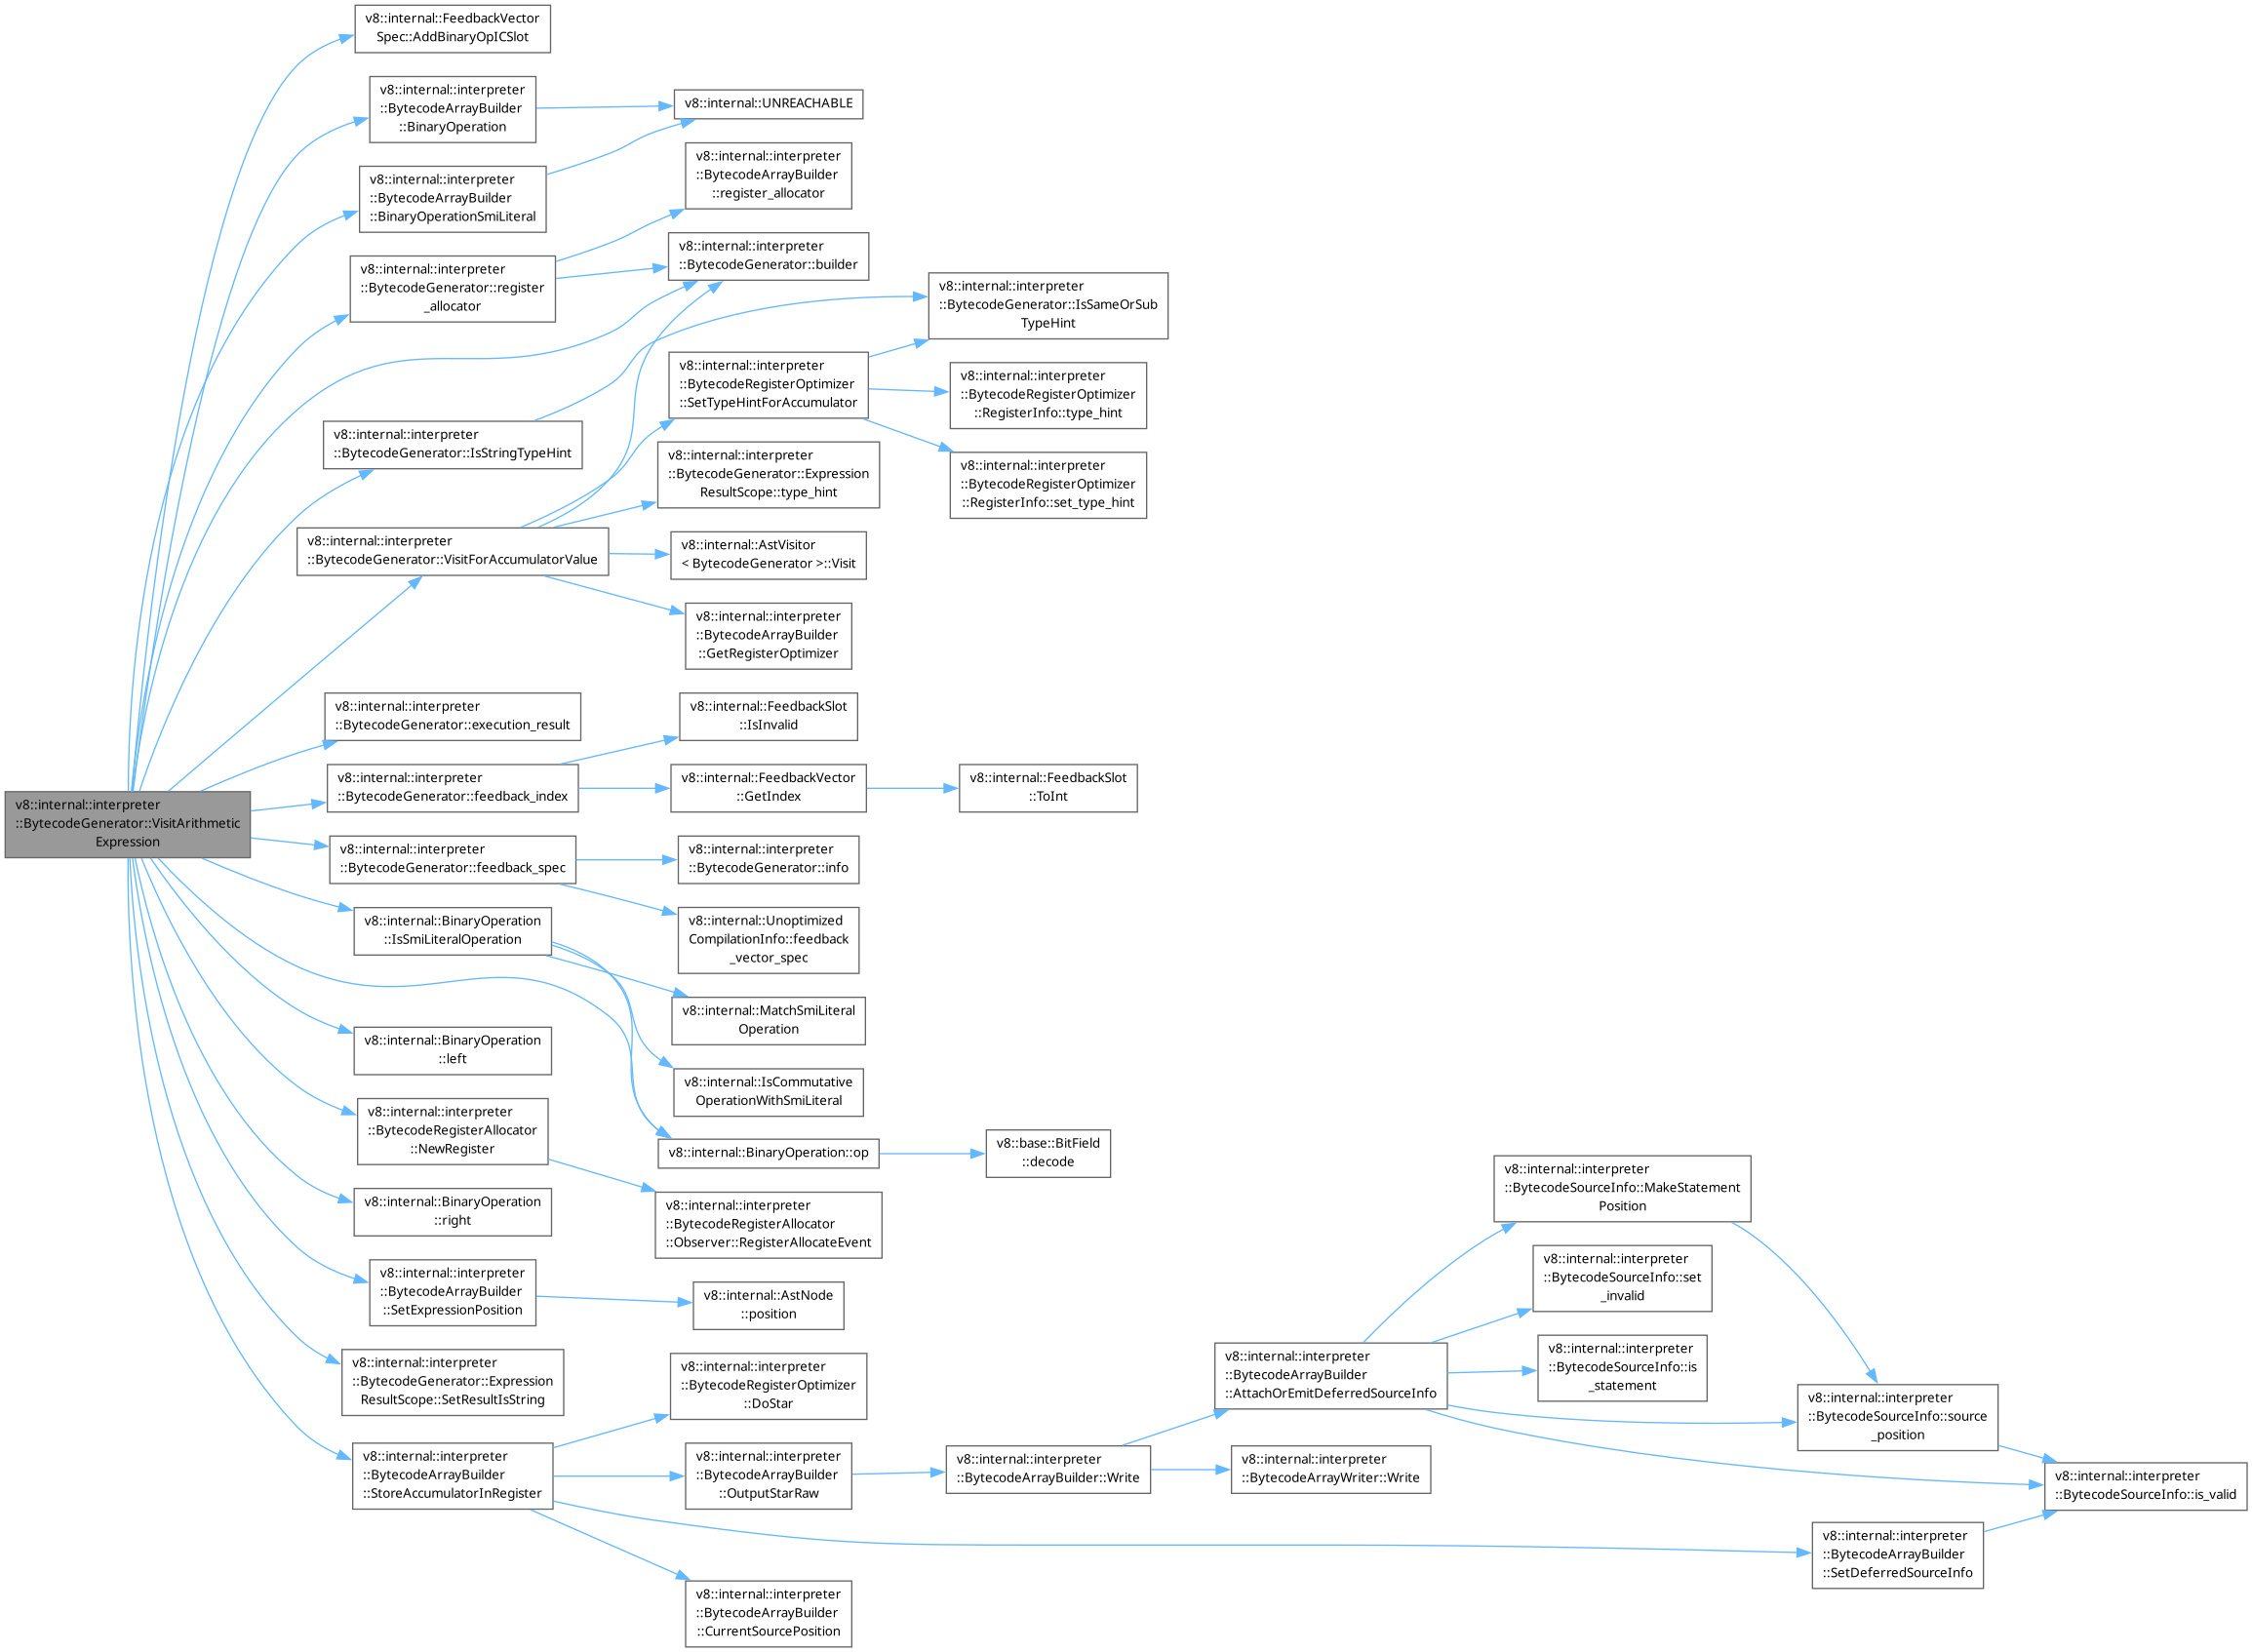 v8::internal::FeedbackVector
Spec::AddBinaryOpICSlot
v8::internal::interpreter
::BytecodeArrayBuilder
::BinaryOperation
v8::internal::UNREACHABLE
v8::internal::interpreter
::BytecodeArrayBuilder
::BinaryOperationSmiLiteral
v8::internal::interpreter
::BytecodeArrayBuilder
::register_allocator
v8::internal::interpreter
::BytecodeGenerator::register
_allocator
v8::internal::interpreter
::BytecodeGenerator::builder
v8::internal::interpreter
::BytecodeGenerator::IsSameOrSub
TypeHint
v8::internal::interpreter
::BytecodeRegisterOptimizer
::SetTypeHintForAccumulator
v8::internal::interpreter
::BytecodeRegisterOptimizer
::RegisterInfo::type_hint
v8::internal::interpreter
::BytecodeGenerator::IsStringTypeHint
v8::internal::interpreter
::BytecodeGenerator::Expression
ResultScope::type_hint
v8::internal::interpreter
::BytecodeRegisterOptimizer
::RegisterInfo::set_type_hint
v8::internal::interpreter
::BytecodeGenerator::VisitForAccumulatorValue
v8::internal::AstVisitor
< BytecodeGenerator >::Visit
v8::internal::interpreter
::BytecodeArrayBuilder
::GetRegisterOptimizer
v8::internal::interpreter
::BytecodeGenerator::execution_result
v8::internal::FeedbackSlot
::IsInvalid
v8::internal::interpreter
::BytecodeGenerator::feedback_index
v8::internal::FeedbackVector
::GetIndex
v8::internal::FeedbackSlot
::ToInt
v8::internal::interpreter
::BytecodeGenerator::VisitArithmetic
Expression
v8::internal::interpreter
::BytecodeGenerator::feedback_spec
v8::internal::interpreter
::BytecodeGenerator::info
v8::internal::BinaryOperation
::IsSmiLiteralOperation
v8::internal::Unoptimized
CompilationInfo::feedback
_vector_spec
v8::internal::MatchSmiLiteral
Operation
v8::internal::BinaryOperation
::left
v8::internal::IsCommutative
OperationWithSmiLiteral
v8::internal::interpreter
::BytecodeRegisterAllocator
::NewRegister
v8::internal::BinaryOperation::op
v8::base::BitField
::decode
v8::internal::BinaryOperation
::right
v8::internal::interpreter
::BytecodeRegisterAllocator
::Observer::RegisterAllocateEvent
v8::internal::interpreter
::BytecodeSourceInfo::MakeStatement
Position
v8::internal::interpreter
::BytecodeArrayBuilder
::SetExpressionPosition
v8::internal::AstNode
::position
v8::internal::interpreter
::BytecodeSourceInfo::set
_invalid
v8::internal::interpreter
::BytecodeGenerator::Expression
ResultScope::SetResultIsString
v8::internal::interpreter
::BytecodeRegisterOptimizer
::DoStar
v8::internal::interpreter
::BytecodeArrayBuilder
::AttachOrEmitDeferredSourceInfo
v8::internal::interpreter
::BytecodeSourceInfo::is
_statement
v8::internal::interpreter
::BytecodeSourceInfo::source
_position
v8::internal::interpreter
::BytecodeArrayBuilder
::StoreAccumulatorInRegister
v8::internal::interpreter
::BytecodeArrayBuilder
::OutputStarRaw
v8::internal::interpreter
::BytecodeArrayBuilder::Write
v8::internal::interpreter
::BytecodeArrayWriter::Write
v8::internal::interpreter
::BytecodeSourceInfo::is_valid
v8::internal::interpreter
::BytecodeArrayBuilder
::SetDeferredSourceInfo
v8::internal::interpreter
::BytecodeArrayBuilder
::CurrentSourcePosition